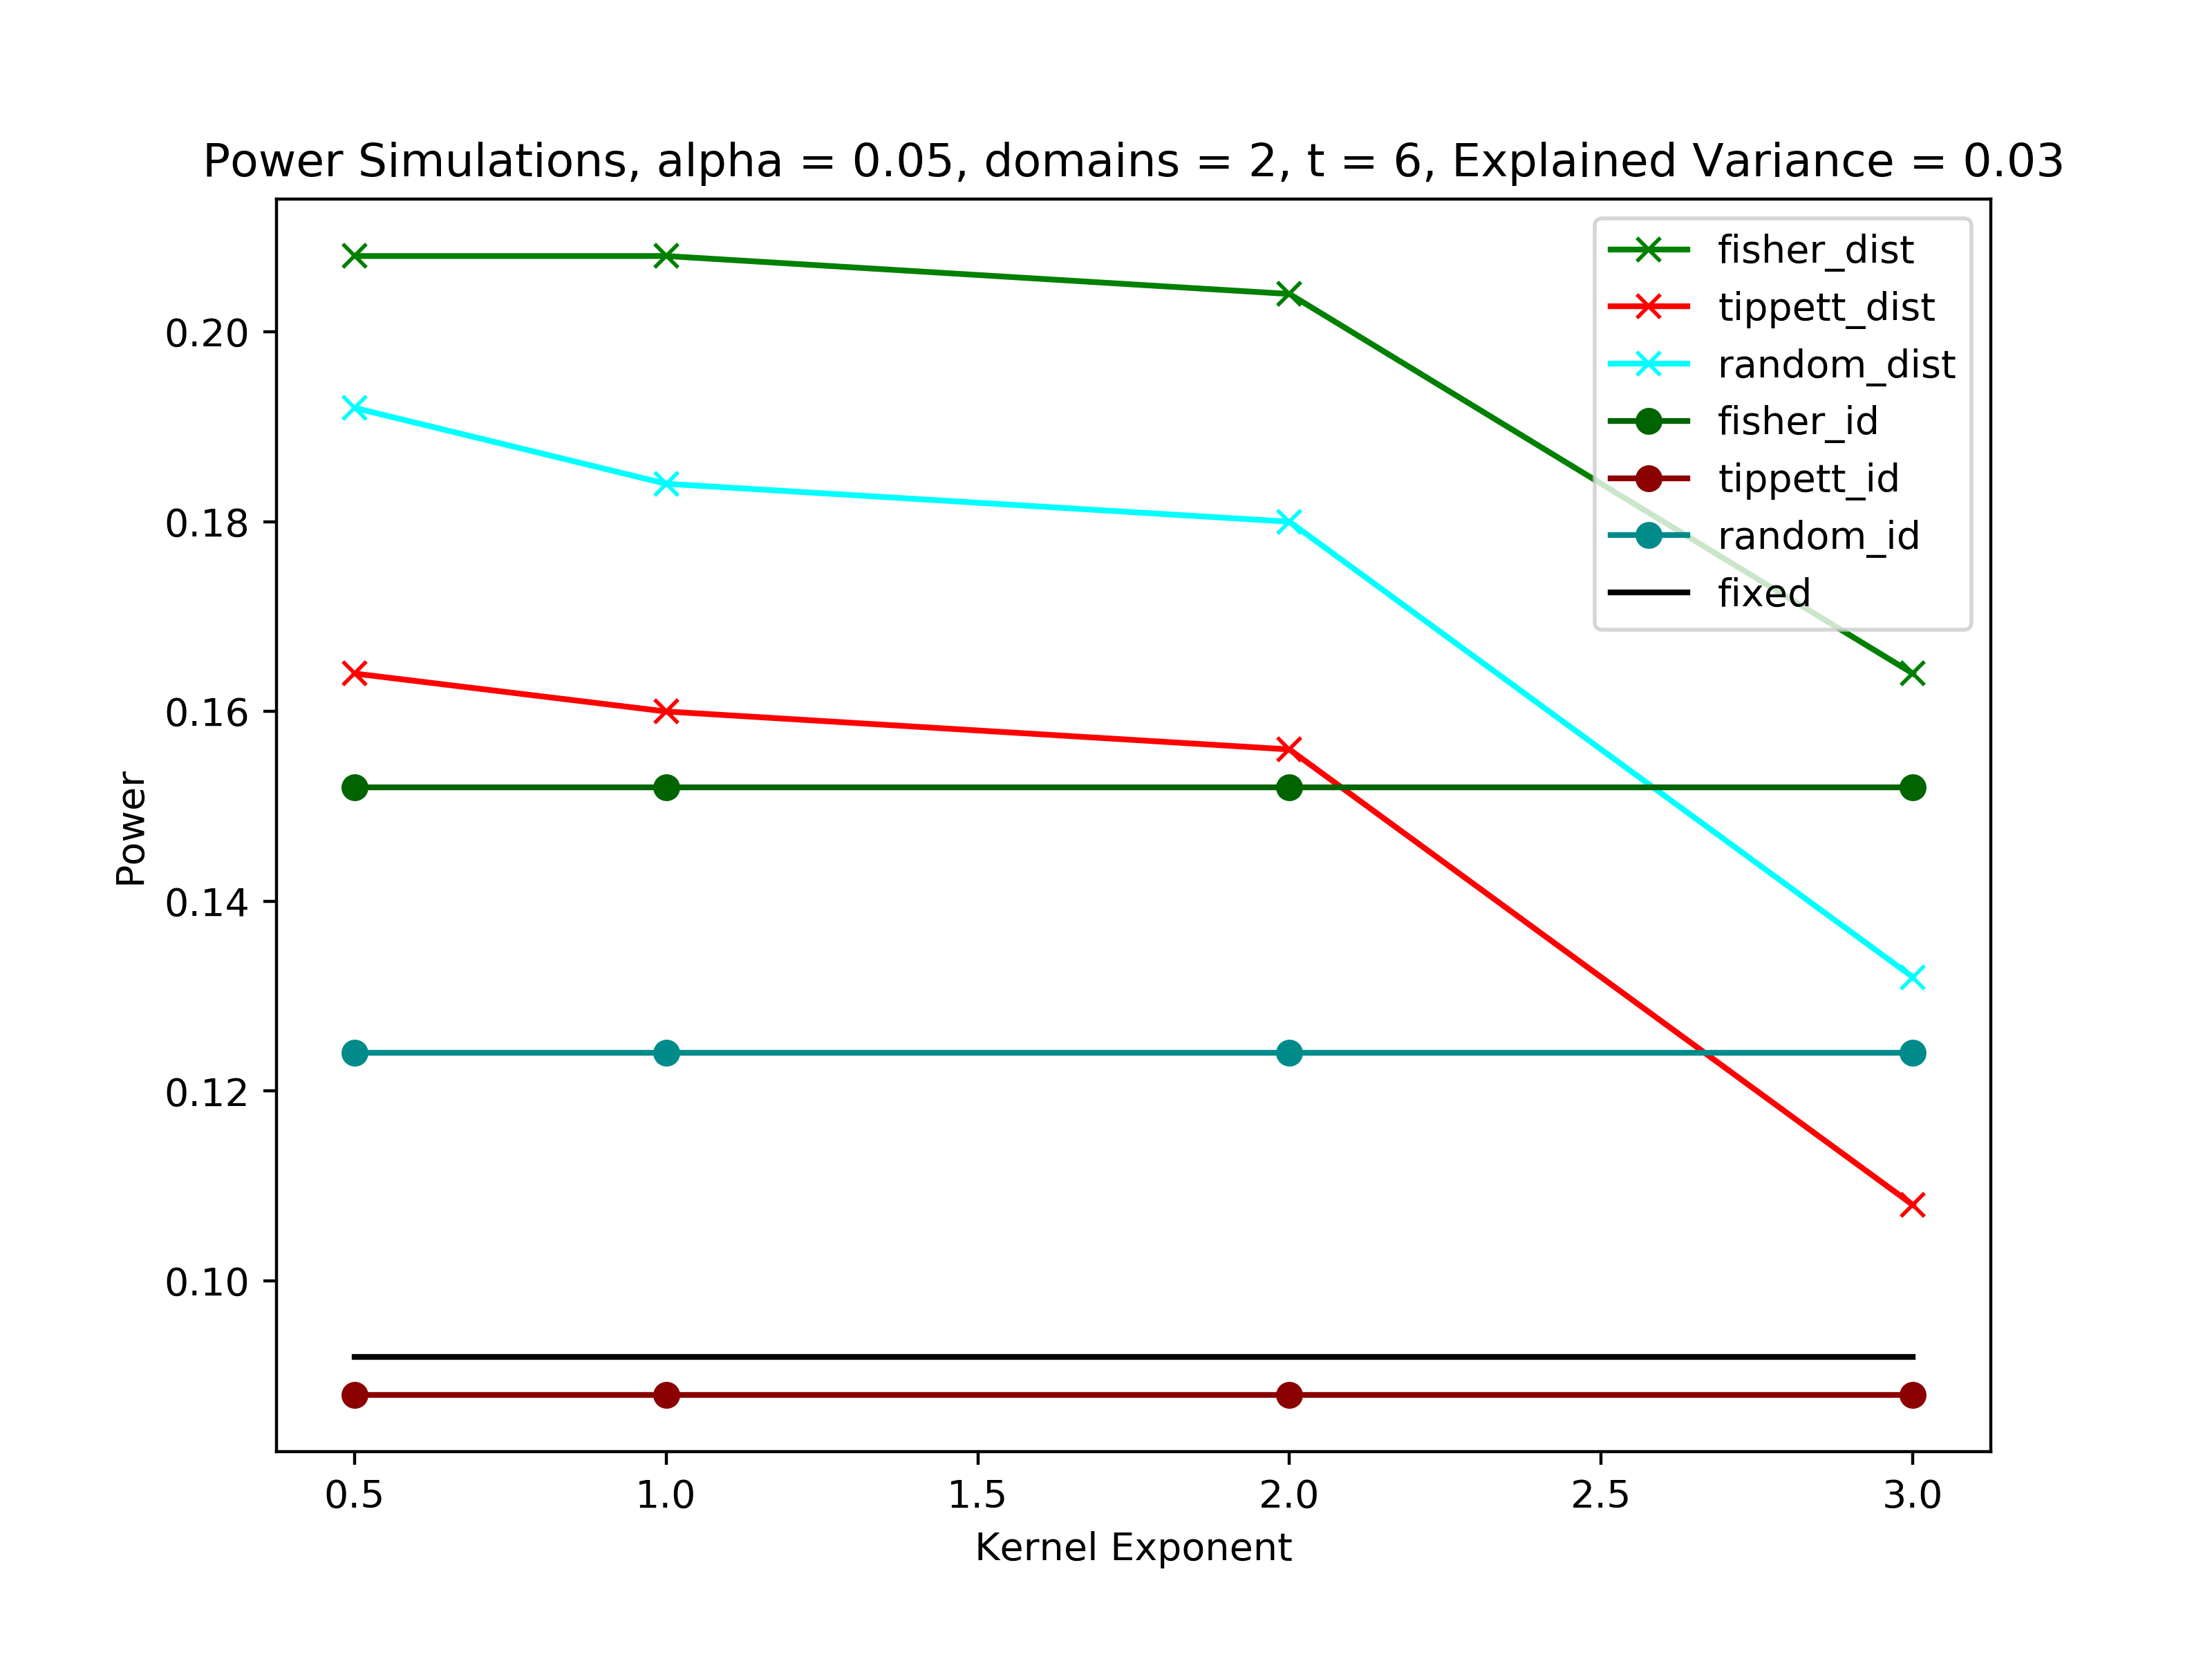 Power Simulations, alpha = 0.05, domains = 2, t = 6, Explained Variance = 0.03
fisher_dist
tippett_dist
random_dist
fisher_id
tippett_id
random_id
fixed
Power
0.20
0.18
0.16
0.14
0.12
0.10
0.5 1.0 1.5 2.0 2.5 3.0
Kernel Exponent